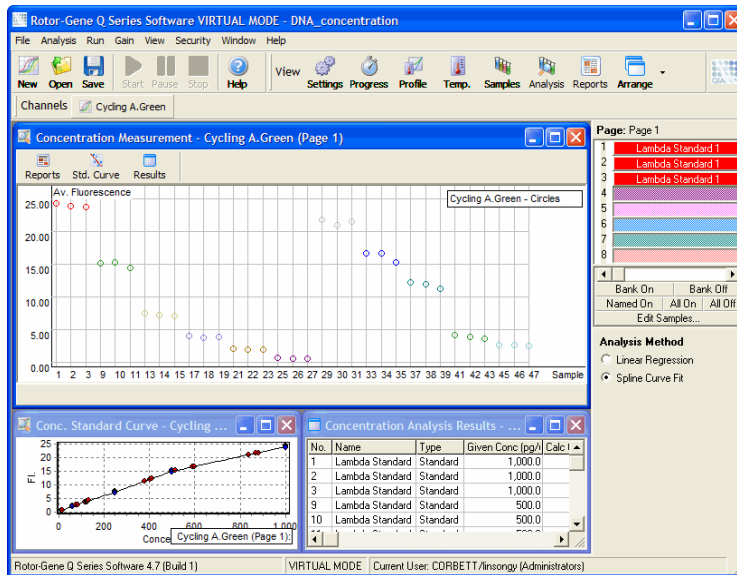 Rotor-Gene Q Series Software VIRTUAL MODE - DNA_concentration
File Analysis Run Gain View Security Window Help
New Open Save Start Pause Stop Help View Settings Progress Profile Temp. Samples Analysis Reports Arrange
Channels Cycling A.Green
Concentration Measurement - Cycling A.Green (Page 1)
Reports Std. Curve Results
Av. Fluorescence
Cycling A.Green - Circles
25.00
20.00
15.00
10.00
5.00
0.00
1 2 3 9 10 11 13 14 15 17 18 19 21 22 23 25 26 27 29 30 31 33 34 35 37 38 39 41 42 43 45 46 47 Sample
Page: Page 1
1 Lambda Standard 1
2 Lambda Standard 1
3 Lambda Standard 1
4
5
6
7
8
Bank On Bank Off
Named On All On All Off
Edit Samples...
Analysis Method
Linear Regression
Spline Curve Fit
Conc. Standard Curve - Cycling ...
25
20
15
10
5
0
Fl.
0 200 400 600 800 1,000
Conce
Cycling A.Green (Page 1):
Concentration Analysis Results - ...
No. Name Type Given Conc (pg/ Calc
1 Lambda Standard Standard 1,000.0
2 Lambda Standard Standard 1,000.0
3 Lambda Standard Standard 1,000.0
9 Lambda Standard Standard 500.0
10 Lambda Standard Standard 500.0
Rotor-Gene Q Series Software 4.7 (Build 1) VIRTUAL MODE Current User: CORBETT/linsongy (Administrators)